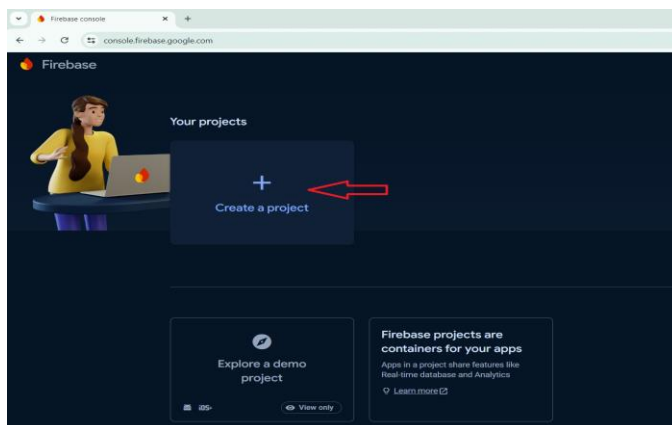 Firebase console
console.firebase.google.com
Firebase
Your projects
Create a project
Explore a demo
project
iOS+
View only
Firebase projects are
containers for your apps
Apps in a project share features like
Real-time database and Analytics
Learn more